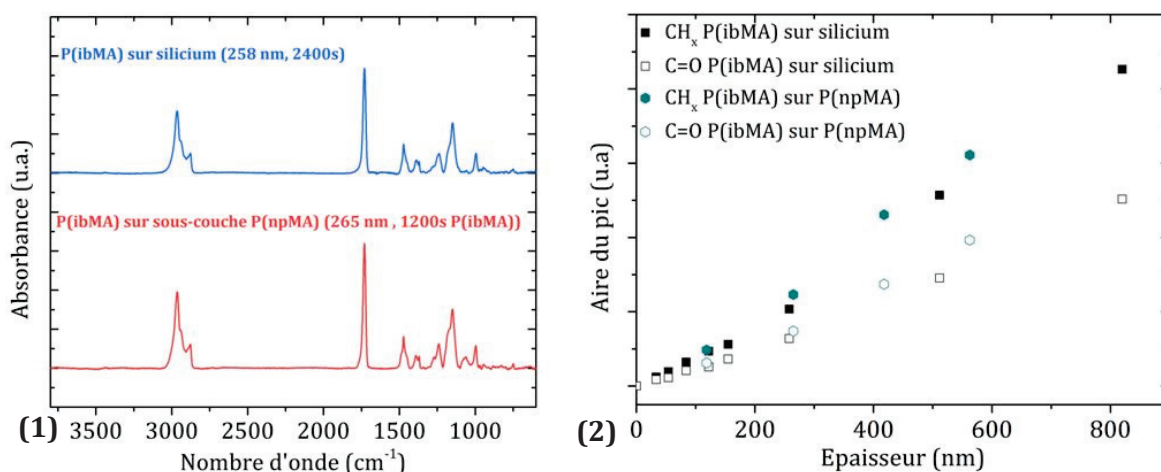 P(ibMA) sur silicium (258 nm, 2400s)
P(ibMA) sur sous-couche P(npMA) (265 nm , 1200s P(ibMA))
Absorbance (u.a.)
3500 3000 2500 2000 1500 1000
Nombre d'onde (cm-1)
(1)
CHx P(ibMA) sur silicium
C=O P(ibMA) sur silicium
CHx P(ibMA) sur P(npMA)
C=O P(ibMA) sur P(npMA)
Aire du pic (u.a)
0 200 400 600 800
Epaisseur (nm)
(2)